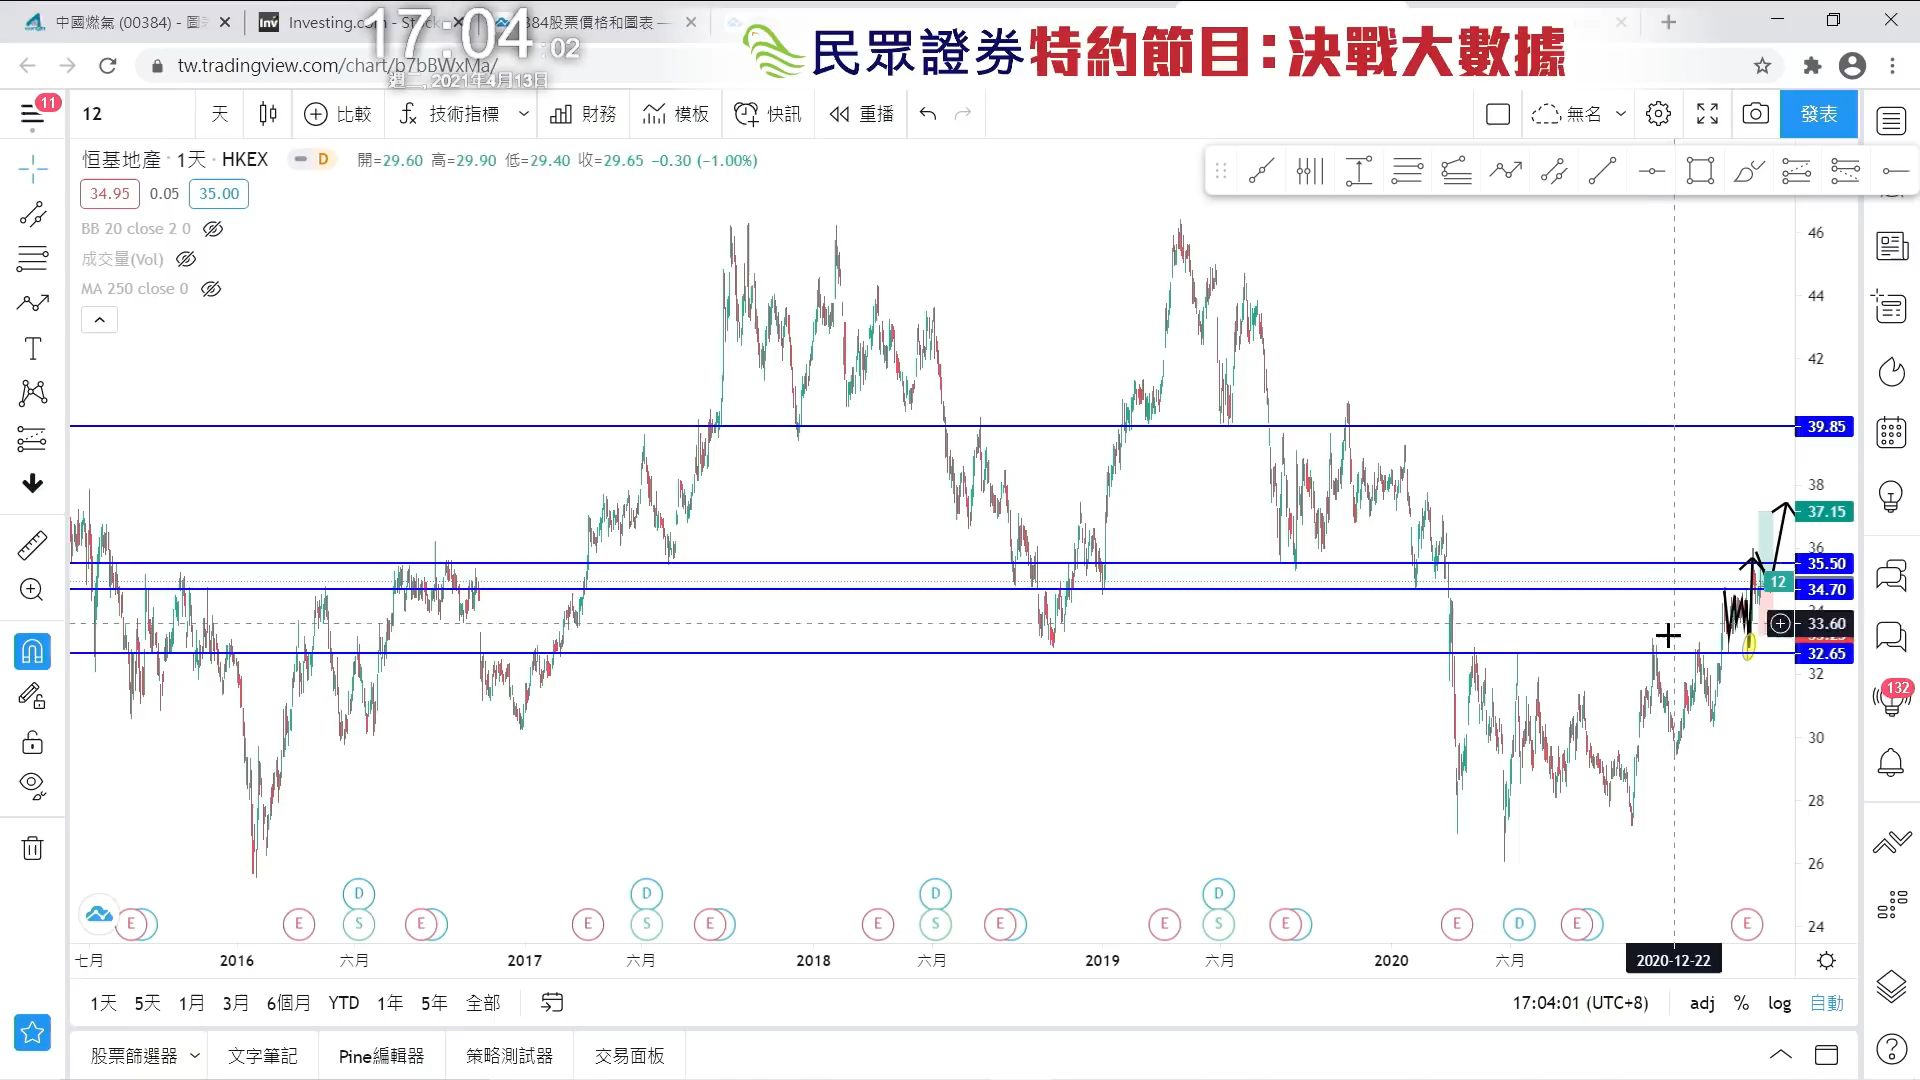 中國燃氣 (00384) - 圖
Investing.com - Stock
384股票價格和圖表 —
17:04:02
週二, 2021年4月13日
民眾證券特約節目:決戰大數據
tw.tradingview.com/chart/b7bBWxMa/
11
12
天
比較
技術指標
財務
模板
快訊
重播
無名
發表
恒基地產 · 1天 · HKEX
D
開=29.60 高=29.90 低=29.40 收=29.65 −0.30 (−1.00%)
34.95
0.05
35.00
BB 20 close 2 0
成交量(Vol)
MA 250 close 0
46
44
42
39.85
38
37.15
36
35.50
12
34.70
33.60
32.65
32
30
28
26
24
132
D
D
D
D
E
E
S
E
E
S
E
E
S
E
E
S
E
E
D
E
E
七月
2016
六月
2017
六月
2018
六月
2019
六月
2020
六月
2020-12-22
1天
5天
1月
3月
6個月
YTD
1年
5年
全部
17:04:01 (UTC+8)
adj
%
log
自動
股票篩選器
文字筆記
Pine編輯器
策略測試器
交易面板